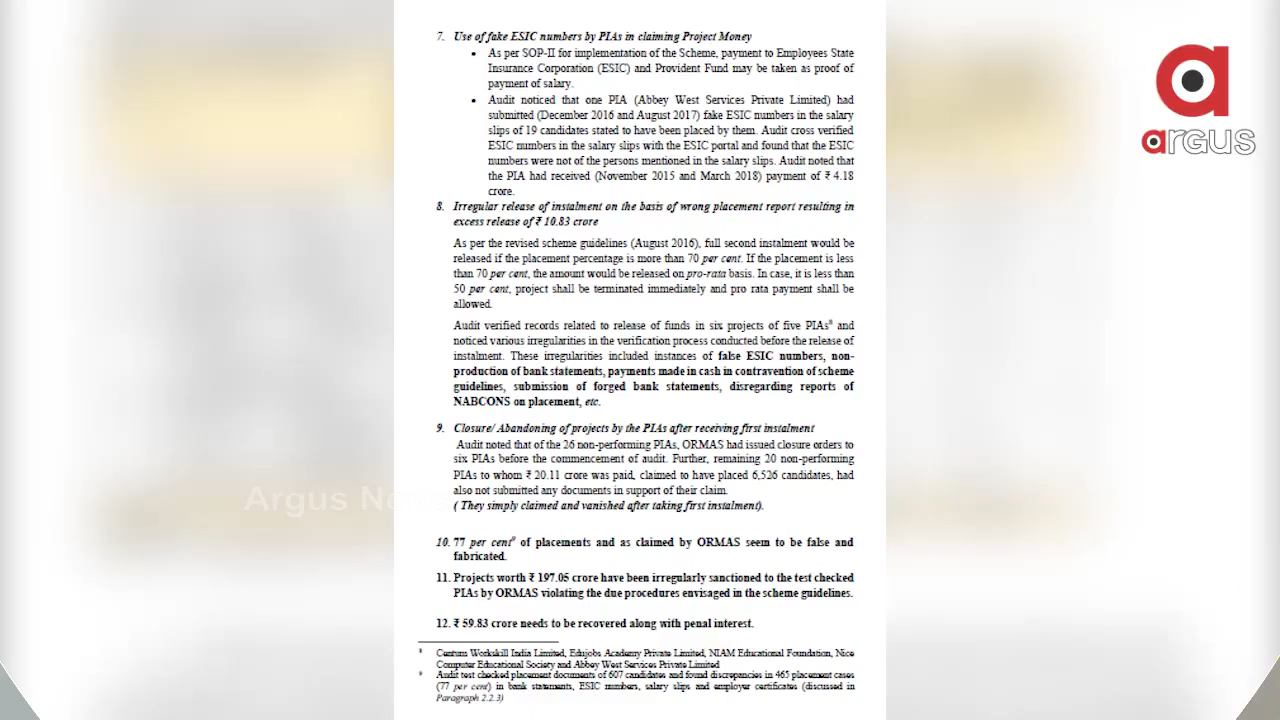 7. Use of fake ESIC numbers by PIAs in claiming Project Money
• As per SOP-II for implementation of the Scheme, payment to Employees State
Insurance Corporation (ESIC) and Provident Fund may be taken as proof of
payment of salary.
• Audit noticed that one PIA (Abbey West Services Private Limited) had
submitted (December 2016 and August 2017) fake ESIC numbers in the salary
slips of 19 candidates stated to have been placed by them. Audit cross verified
ESIC numbers in the salary slips with the ESIC portal and found that the ESIC
numbers were not of the persons mentioned in the salary slips. Audit noted that
the PIA had received (November 2015 and March 2018) payment of ₹ 4.18
crore.
8. Irregular release of instalment on the basis of wrong placement report resulting in
excess release of ₹ 10.83 crore
As per the revised scheme guidelines (August 2016), full second instalment would be
released if the placement percentage is more than 70 per cent. If the placement is less
than 70 per cent, the amount would be released on pro-rata basis. In case, it is less than
50 per cent, project shall be terminated immediately and pro rata payment shall be
allowed.
Audit verified records related to release of funds in six projects of five PIAs⁸ and
noticed various irregularities in the verification process conducted before the release of
instalment. These irregularities included instances of false ESIC numbers, non-
production of bank statements, payments made in cash in contravention of scheme
guidelines, submission of forged bank statements, disregarding reports of
NABCONS on placement, etc.
9. Closure/ Abandoning of projects by the PIAs after receiving first instalment
Audit noted that of the 26 non-performing PIAs, ORMAS had issued closure orders to
six PIAs before the commencement of audit. Further, remaining 20 non-performing
PIAs to whom ₹ 20.11 crore was paid, claimed to have placed 6,526 candidates, had
also not submitted any documents in support of their claim.
( They simply claimed and vanished after taking first instalment).
10. 77 per cent⁹ of placements and as claimed by ORMAS seem to be false and
fabricated.
11. Projects worth ₹ 197.05 crore have been irregularly sanctioned to the test checked
PIAs by ORMAS violating the due procedures envisaged in the scheme guidelines.
12. ₹ 59.83 crore needs to be recovered along with penal interest.
⁸ Centum Workskill India Limited, Edujobs Academy Private Limited, NIAM Educational Foundation, Nice
Computer Educational Society and Abbey West Services Private Limited
⁹ Audit test checked placement documents of 607 candidates and found discrepancies in 465 placement cases
(77 per cent) in bank statements, ESIC numbers, salary slips and employer certificates (discussed in
Paragraph 2.2.3)
argus
Argus News